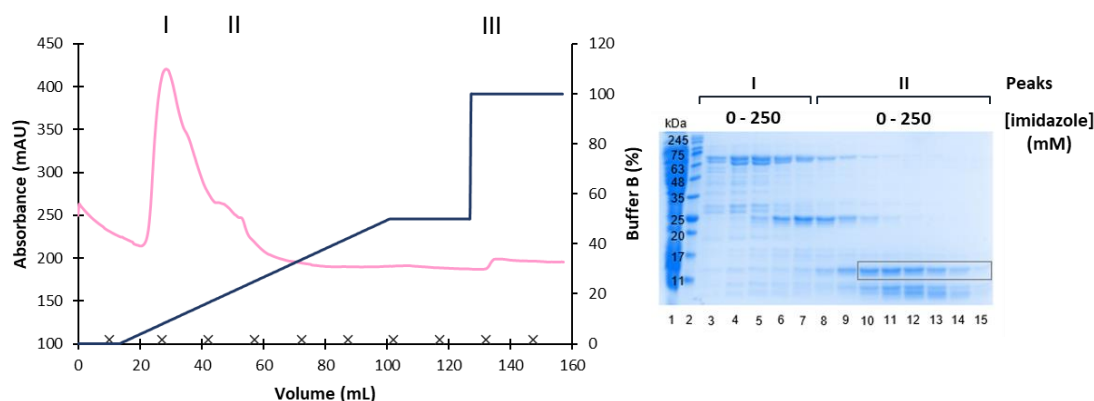 I II III
450 120
400 100
350 80
300 60
250
200 40
150 20
100 0
0 20 40 60 80 100 120 140 160
Absorbance (mAU)
Buffer B (%)
Volume (mL)
I II Peaks
0 - 250 0 - 250 [imidazole]
(mM)
kDa
245
75
63
48
35
25
20
17
11
1 2 3 4 5 6 7 8 9 10 11 12 13 14 15